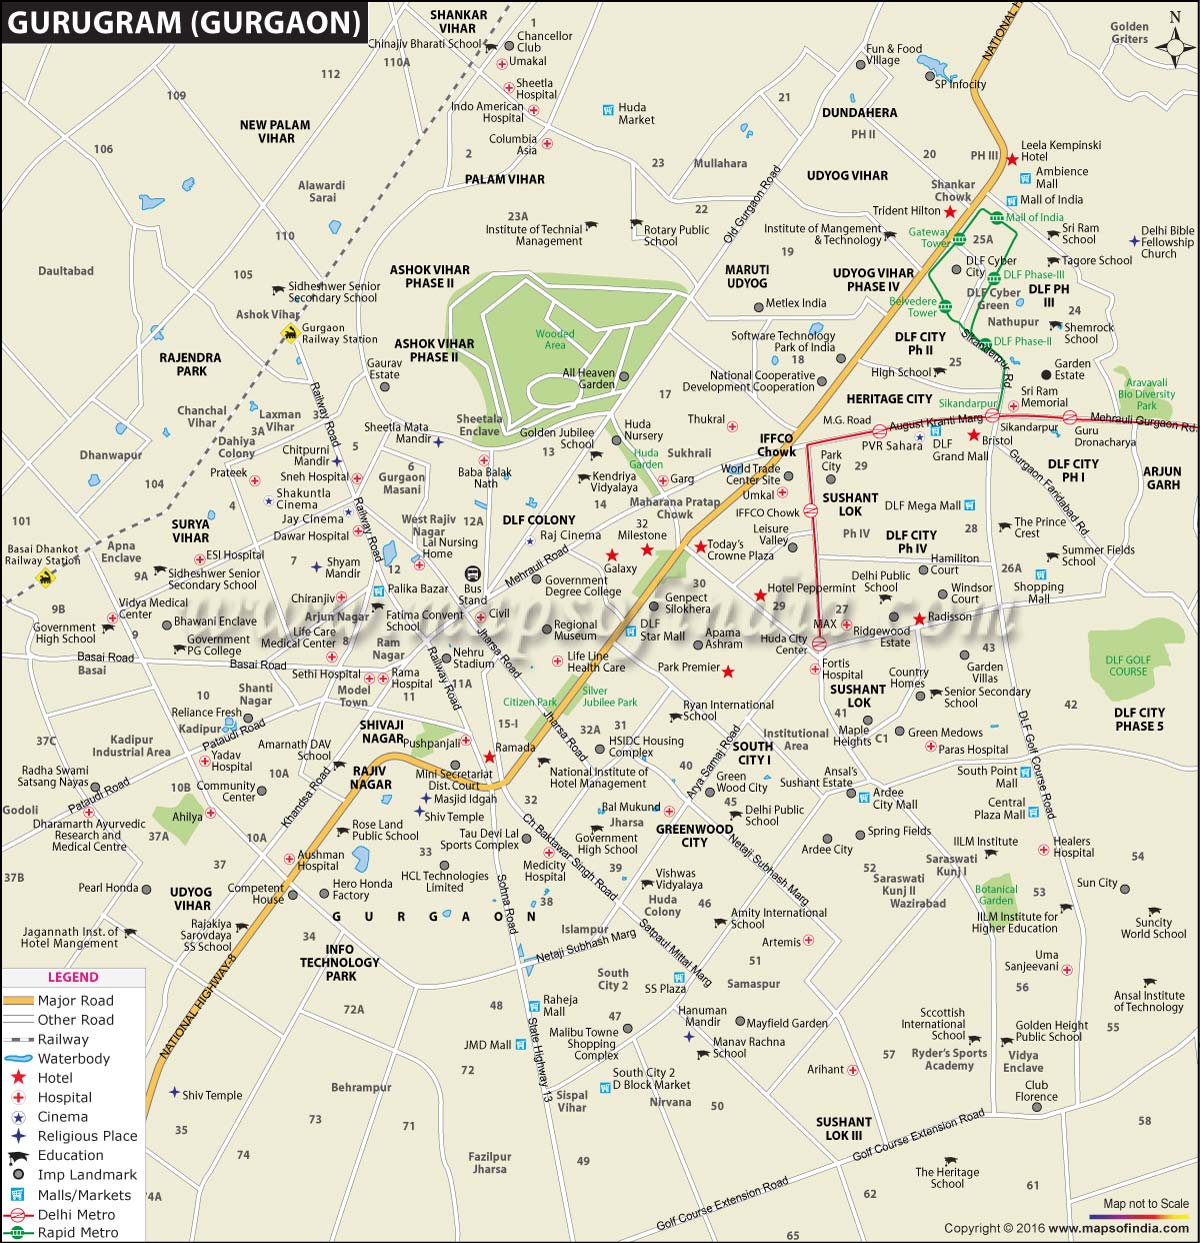 GURUGRAM (GURGAON)
SHANKAR
VIHAR
1
Chancellor
Club
Chinajiv Bharati School
110A
Umakal
112
Sheetla
Hospital
109
Indo American
Hospital
Huda
Market
Columbia
Asia
NEW PALAM
VIHAR
106
2
PALAM VIHAR
Fun & Food
Village
SP Infocity
NATIONAL H
Golden
Griters
N
21
DUNDAHERA
PH II
23
Mullahara
20
PH III
Leela Kempinski
Hotel
UDYOG VIHAR
Ambience
Mall
Shankar
Chowk
Mall of India
Alawardi
Sarai
110
23A
22
Old Gurgaon Road
Institute of Technial
Management
Rotary Public
School
Trident Hilton
Institute of Mangement
& Technology
Mall of India
Gateway
Tower
25A
Sri Ram
School
Delhi Bible
Fellowship
Church
19
Daultabad
105
ASHOK VIHAR
PHASE II
MARUTI
UDYOG
UDYOG VIHAR
PHASE IV
DLF Cyber
City
Tagore School
DLF Phase-III
Sidheshwer Senior
Secondary School
DLF Cyber
Green
DLF PH
III
Ashok Vihar
Metlex India
Belvedere
Tower
24
Nathupur
Gurgaon
Railway Station
Wooded
Area
ASHOK VIHAR
PHASE II
Software Technology
Park of India
DLF CITY
Ph II
Sikanderpur Rd
Shemrock
School
DLF Phase-II
RAJENDRA
PARK
Gaurav
Estate
All Heaven
Garden
18
25
High School
Garden
Estate
National Cooperative
Development Cooperation
Aravavali
Bio Diversity
Park
Railway Road
17
HERITAGE CITY
Sri Ram
Memorial
Sikandarpur
Chanchal
Vihar
3
Laxman
Vihar
3A
Sheetala
Enclave
Thukral
M.G. Road
August Kranti Marg
Sikandarpur
Mehrauli Gurgaon Rd
Sheetla Mata
Mandir
Golden Jubilee
School
Huda
Nursery
IFFCO
Chowk
PVR Sahara
DLF
Grand Mall
Bristol
Guru
Dronacharya
Dahiya
Colony
Chitpurni
Mandir
5
13
Huda
Garden
Sukhrali
Park
City
29
Dhanwapur
104
Prateek
Sneh Hospital
6
Gurgaon
Masani
Baba Balak
Nath
Kendriya
Vidyalaya
Garg
World Trade
Center Site
Gurgaon Faridabad Rd
DLF CITY
PH I
ARJUN
GARH
Shakuntla
Cinema
4
Umkal
SUSHANT
LOK
DLF Mega Mall
14
Maharana Pratap
Chowk
101
SURYA
VIHAR
Jay Cinema
Railway Road
West Rajiv
Nagar
12A
DLF COLONY
IFFCO Chowk
Dawar Hospital
32
Milestone
Leisure
Valley
Ph IV
DLF CITY
Ph IV
28
The Prince
Crest
Raj Cinema
Basai Dhankot
Railway Station
Apna
Enclave
ESI Hospital
7
Lal Nursing
Home
Today's
Crowne Plaza
Summer Fields
School
Mehrauli Road
Galaxy
Hamiliton
Court
9A
Sidheshwer Senior
Secondary School
Shyam
Mandir
12
Palika Bazar
Bus
Stand
Government
Degree College
30
Hotel Peppermint
Delhi Public
School
Windsor
Court
26A
Shopping
Mall
9B
Vidya Medical
Center
Chiranjiv
Arjun Nagar
Fatima Convent
Civil
Genpect
Silokhera
29
Radisson
www.mapsofindia.com
Government
High School
Bhawani Enclave
Life Care
Medical Center
8
School
Jharsa Road
Regional
Museum
DLF
Star Mall
Apama
Ashram
MAX
27
Ridgewood
Estate
Huda City
Center
Government
PG College
Ram
Nagar
Nehru
Stadium
43
DLF GOLF
COURSE
Basai Road
Basai
Basai Road
Life Line
Health Care
Park Premier
Fortis
Hospital
Country
Homes
Garden
Villas
Sethi Hospital
Rama
Hospital
Railway Road
11A
SUSHANT
LOK
Senior Secondary
School
10
Shanti
Nagar
Model
Town
11
Citizen Park
Silver
Jubilee Park
Ryan International
School
41
42
DLF CITY
PHASE 5
Reliance Fresh
Kadipur
SHIVAJI
NAGAR
15-I
Jharsa Road
31
32A
Institutional
Area
Maple
Heights
C1
Green Medows
37C
Kadipur
Industrial Area
Pataudi Road
Pushpanjali
Ramada
HSIDC Housing
Complex
SOUTH
CITY I
Paras Hospital
DLF Golf Course Road
Amarnath DAV
School
Yadav
Hospital
RAJIV
NAGAR
Mini Secretariat
Dist. Court
National Institute of
Hotel Management
40
Arya Samaj Road
Green
Wood City
Ansal's
Sushant Estate
South Point
Mall
Radha Swami
Satsang Nayas
10A
Khandsa Road
Godoli
Pataudi Road
10B
Community
Center
Masjid Idgah
Shiv Temple
32
Bal Mukund
Jharsa
45
Delhi Public
School
Ardee
City Mall
Central
Plaza Mall
Dharamarth Ayurvedic
Research and
Medical Centre
37A
Ahilya
10A
Rose Land
Public School
Tau Devi Lal
Sports Complex
Ch Baktawar Singh Road
Government
High School
GREENWOOD
CITY
Netaji Subhash Marg
Ardee City
Spring Fields
IILM Institute
Healers
Hospital
37
Aushman
Hospital
33
Medicity
Hospital
39
52
Saraswati
Kunj I
54
37B
HCL Technologies
Limited
Pearl Honda
UDYOG
VIHAR
Competent
House
Hero Honda
Factory
Sohna Road
38
Vishwas
Vidyalaya
Huda
Colony
46
Saraswati
Kunj II
Wazirabad
Botanical
Garden
53
Sun City
G U R G A O N
Amity International
School
IILM Institute for
Higher Education
Suncity
World School
Jagannath Inst. of
Hotel Mangement
Rajakiya
Sarovdaya
SS School
34
Islampur
Satpaul Mittal Marg
Artemis
Netaji Subhash Marg
INFO
TECHNOLOGY
PARK
51
Uma
Sanjeevani
NATIONAL HIGHWAY-8
South
City 2
SS Plaza
Samaspur
56
Ansal Institute
of Technology
72A
48
Raheja
Mall
47
Hanuman
Mandir
Mayfield Garden
Sccottish
International
School
Golden Height
Public School
55
State Highway 13
JMD Mall
Malibu Towne
Shopping
Complex
Manav Rachna
School
57
Ryder's Sports
Academy
Vidya
Enclave
72
Arihant
Behrampur
Sispal
Vihar
South City 2
D Block Market
Nirvana
Club
Florence
Shiv Temple
73
71
50
58
35
SUSHANT
LOK III
Golf Course Extension Road
74
Fazilpur
Jharsa
49
The Heritage
School
74A
62
61
Golf Course Extension Road
65
LEGEND
Major Road
Other Road
Railway
Waterbody
Hotel
Hospital
Cinema
Religious Place
Education
Imp Landmark
Malls/Markets
Delhi Metro
Rapid Metro
Map not to Scale
Copyright © 2016 www.mapsofindia.com